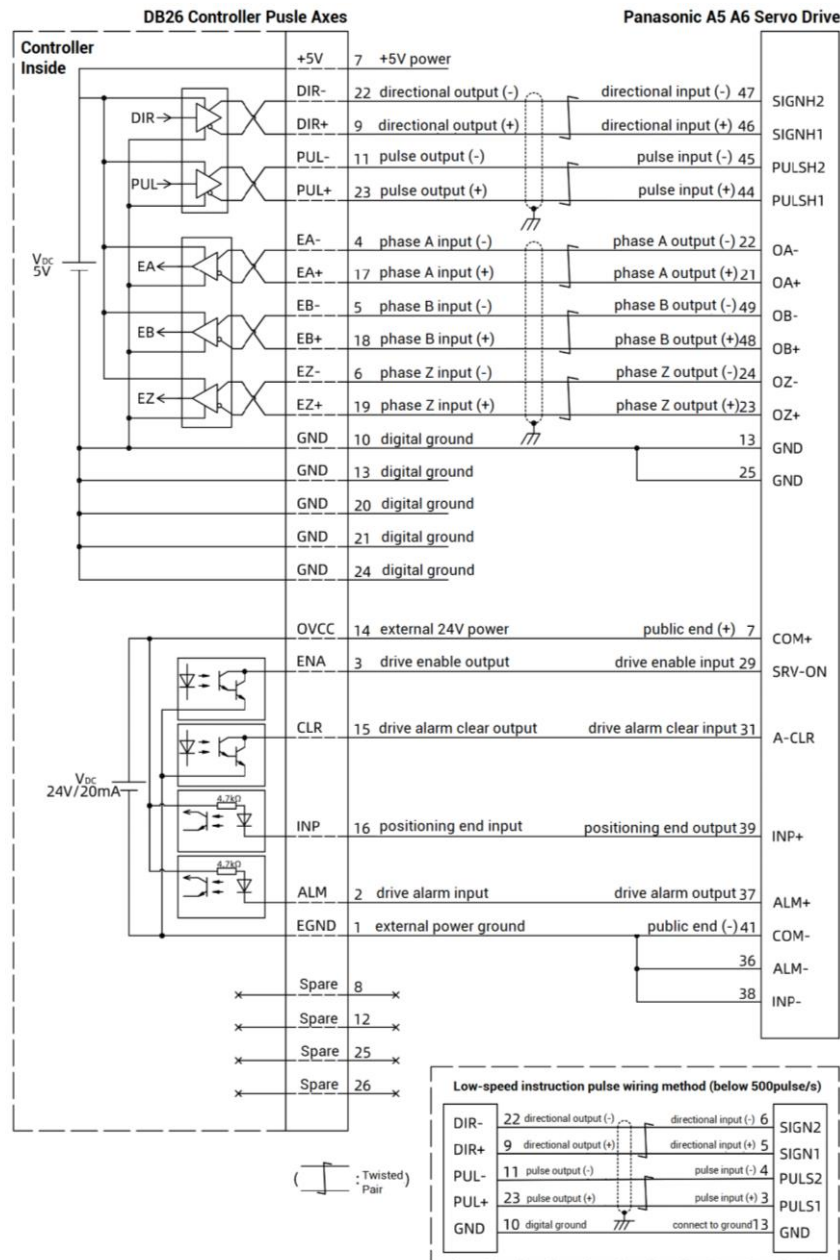 DB26 Controller Pusle Axes
Panasonic A5 A6 Servo Drive
Controller
Inside
+5V 7 +5V power
DIR- 22 directional output (-) directional input (-) 47 SIGNH2
DIR→
DIR+ 9 directional output (+) directional input (+) 46 SIGNH1
PUL- 11 pulse output (-) pulse input (-) 45 PULSH2
PUL→
PUL+ 23 pulse output (+) pulse input (+) 44 PULSH1
EA- 4 phase A input (-) phase A output (-) 22 OA-
VDC
5V
EA←
EA+ 17 phase A input (+) phase A output (+) 21 OA+
EB- 5 phase B input (-) phase B output (-) 49 OB-
EB←
EB+ 18 phase B input (+) phase B output (+) 48 OB+
EZ- 6 phase Z input (-) phase Z output (-) 24 OZ-
EZ←
EZ+ 19 phase Z input (+) phase Z output (+) 23 OZ+
GND 10 digital ground 13 GND
GND 13 digital ground 25 GND
GND 20 digital ground
GND 21 digital ground
GND 24 digital ground
OVCC 14 external 24V power public end (+) 7 COM+
ENA 3 drive enable output drive enable input 29 SRV-ON
CLR 15 drive alarm clear output drive alarm clear input 31 A-CLR
VDC
24V/20mA
4.7kΩ
INP 16 positioning end input positioning end output 39 INP+
4.7kΩ
ALM 2 drive alarm input drive alarm output 37 ALM+
EGND 1 external power ground public end (-) 41 COM-
36 ALM-
38 INP-
Spare 8
Spare 12
Spare 25
Spare 26
Low-speed instruction pulse wiring method (below 500pulse/s)
DIR- 22 directional output (-) directional input (-) 6 SIGN2
DIR+ 9 directional output (+) directional input (+) 5 SIGN1
PUL- 11 pulse output (-) pulse input (-) 4 PULS2
PUL+ 23 pulse output (+) pulse input (+) 3 PULS1
GND 10 digital ground connect to ground 13 GND
( : Twisted
Pair )